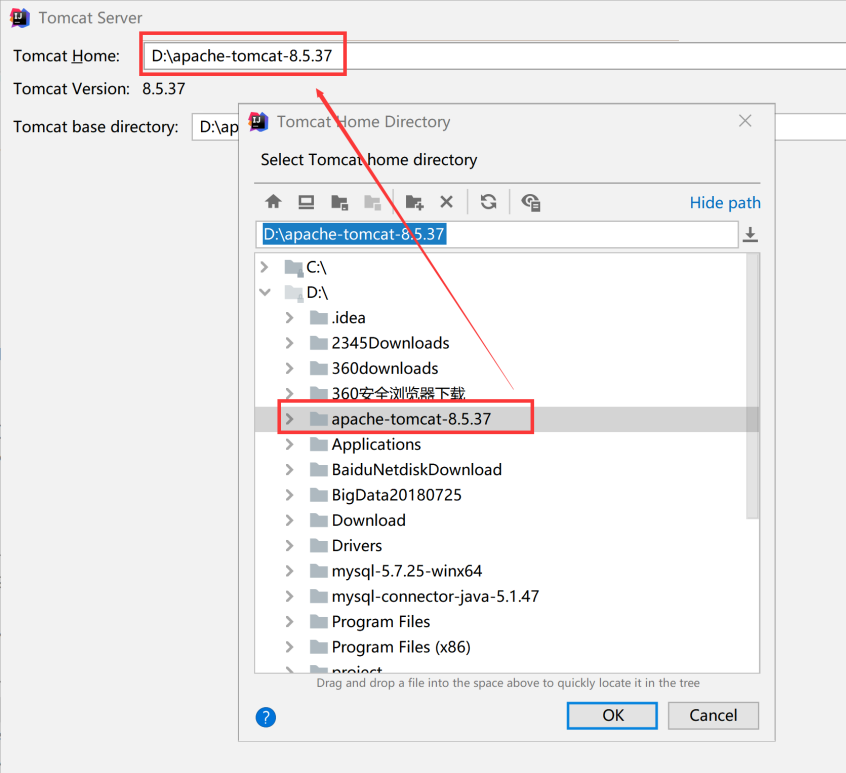 Tomcat Server
Tomcat Home: D:\apache-tomcat-8.5.37
Tomcat Version: 8.5.37
Tomcat base directory: D:\ap
Tomcat Home Directory
Select Tomcat home directory
Hide path
D:\apache-tomcat-8.5.37
C:\
D:\
.idea
2345Downloads
360downloads
360安全浏览器下载
apache-tomcat-8.5.37
Applications
BaiduNetdiskDownload
BigData20180725
Download
Drivers
mysql-5.7.25-winx64
mysql-connector-java-5.1.47
Program Files
Program Files (x86)
project
Drag and drop a file into the space above to quickly locate it in the tree
?
OK Cancel